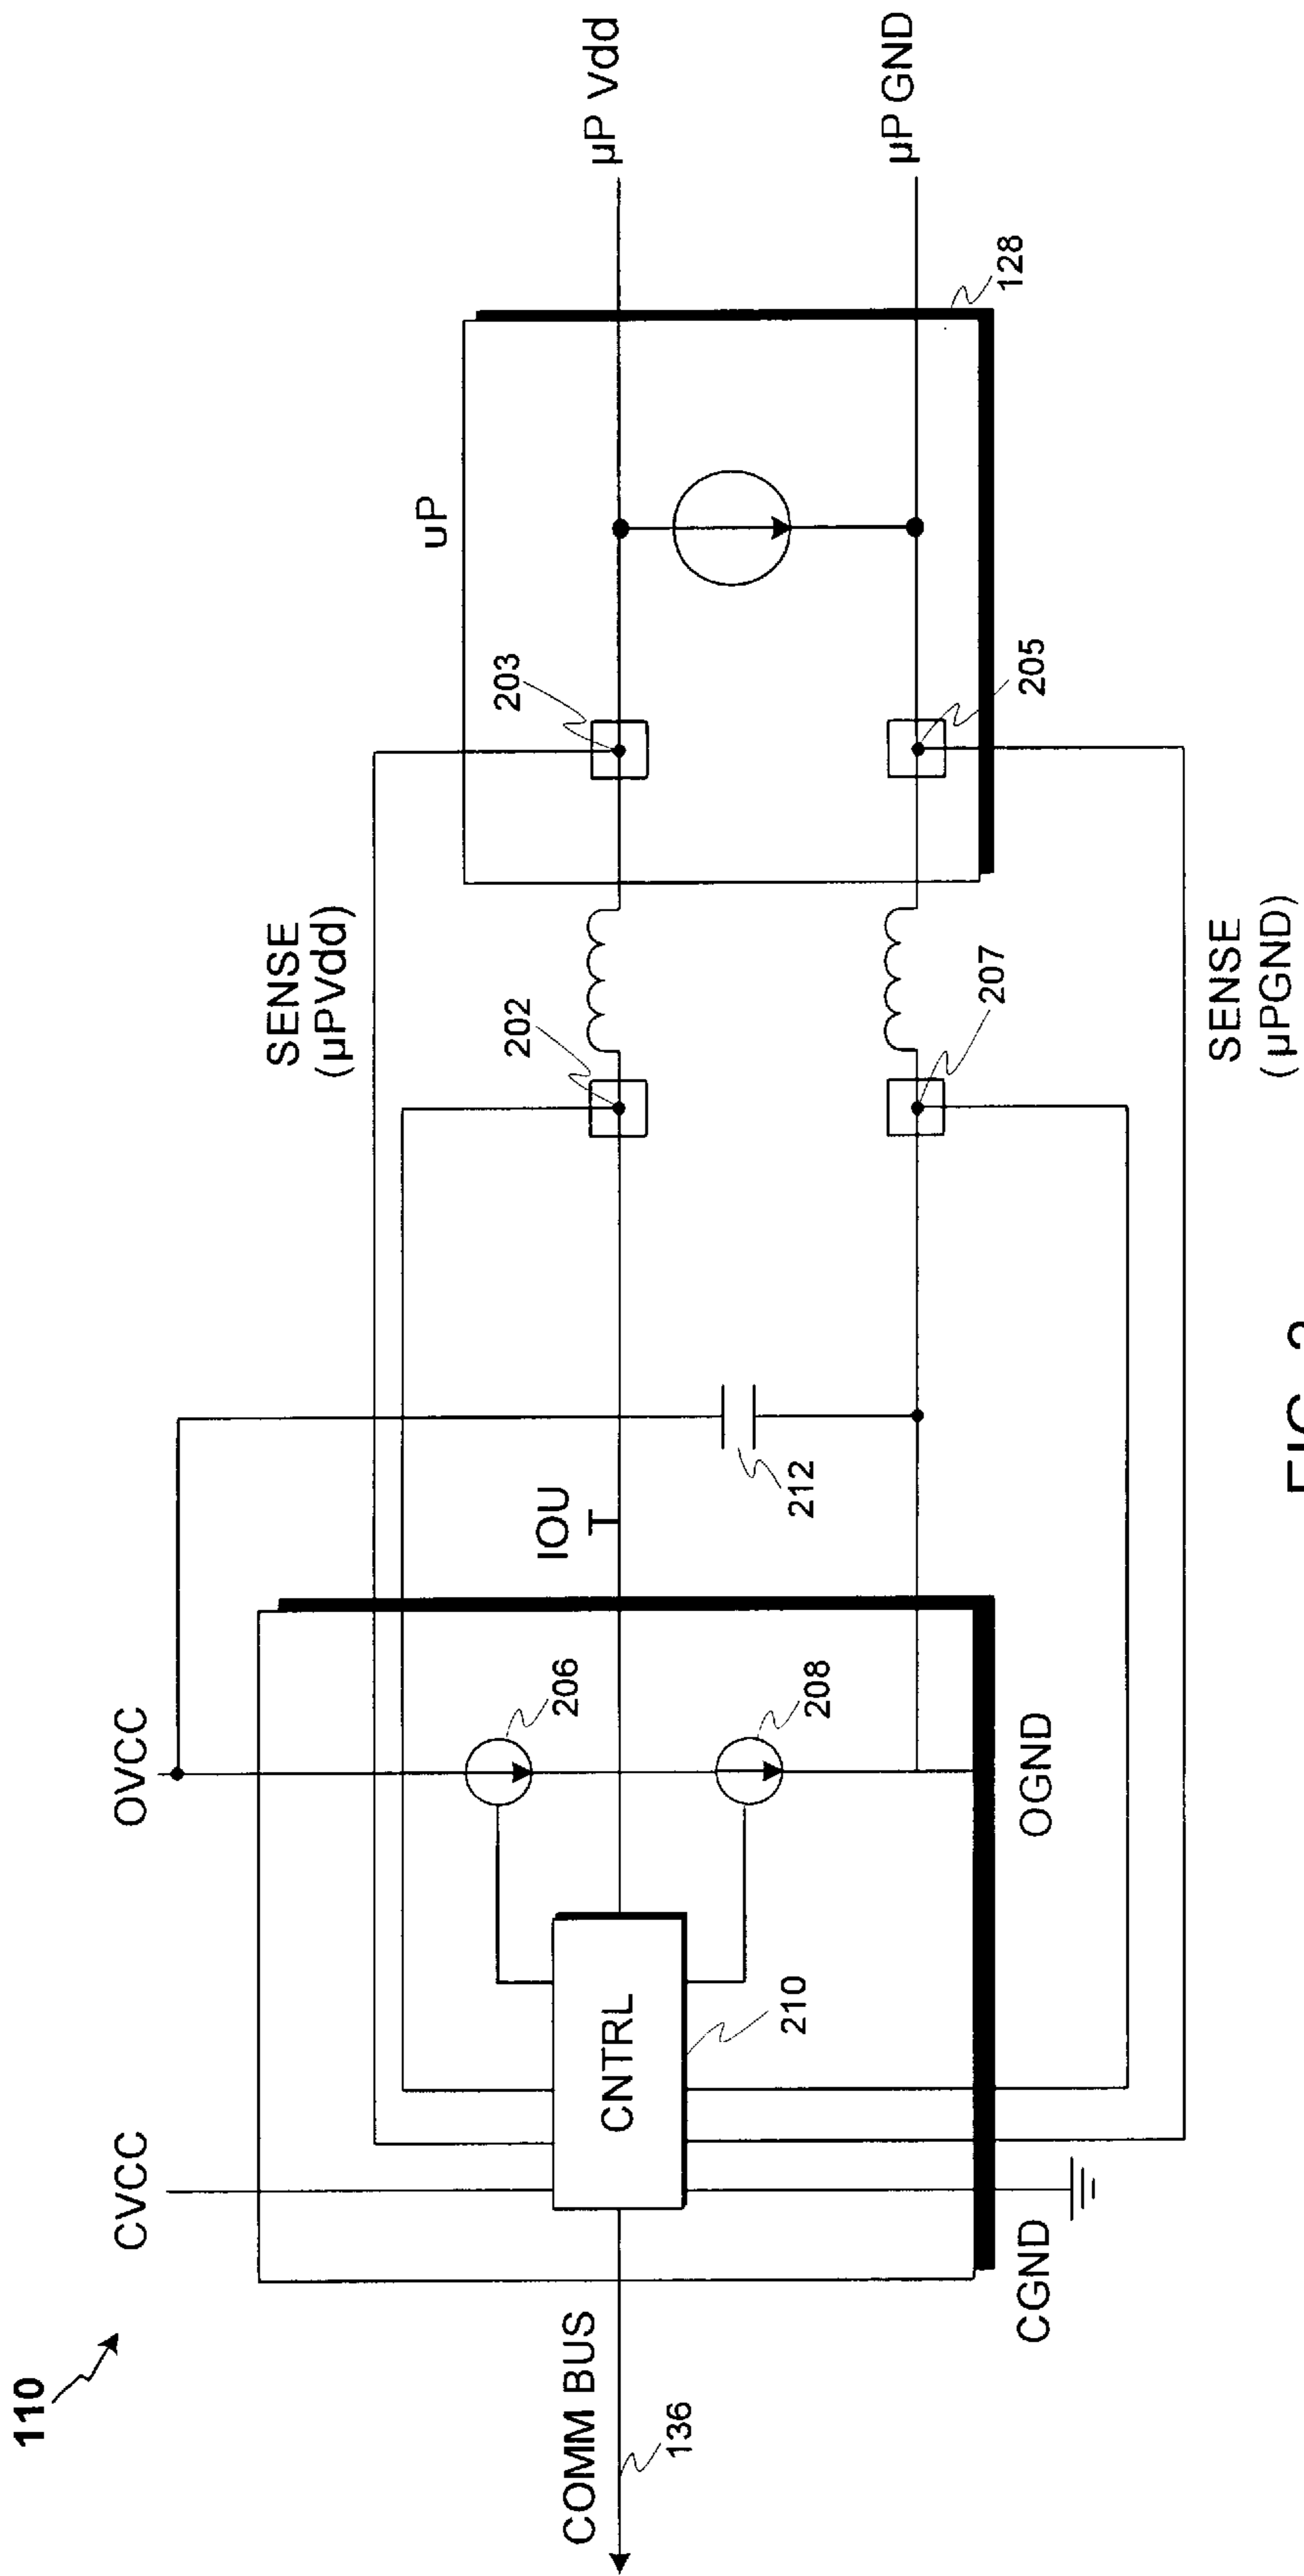 110
COMM BUS
136
CVCC
CGND
CNTRL
210
OVCC
OGND
206
208
IOU
212
SENSE
(µPVdd)
202
207
SENSE
(µPGND)
203
205
uP
128
µP Vdd
µP GND